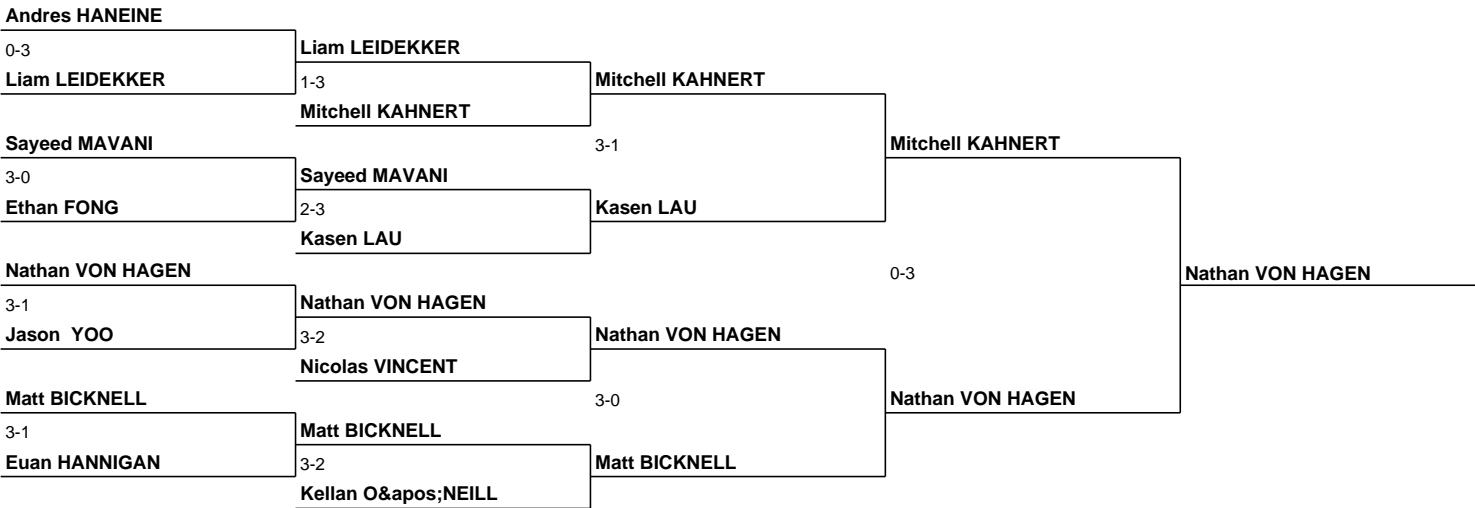 Andres HANEINE
0-3
Liam LEIDEKKER
Liam LEIDEKKER
1-3
Mitchell KAHNERT
Mitchell KAHNERT
Sayeed MAVANI
3-1
Mitchell KAHNERT
3-0
Sayeed MAVANI
Ethan FONG
2-3
Kasen LAU
Kasen LAU
Nathan VON HAGEN
0-3
Nathan VON HAGEN
3-1
Nathan VON HAGEN
Jason  YOO
3-2
Nathan VON HAGEN
Nicolas VINCENT
Matt BICKNELL
3-0
Nathan VON HAGEN
3-1
Matt BICKNELL
Euan HANNIGAN
3-2
Matt BICKNELL
Kellan O&apos;NEILL